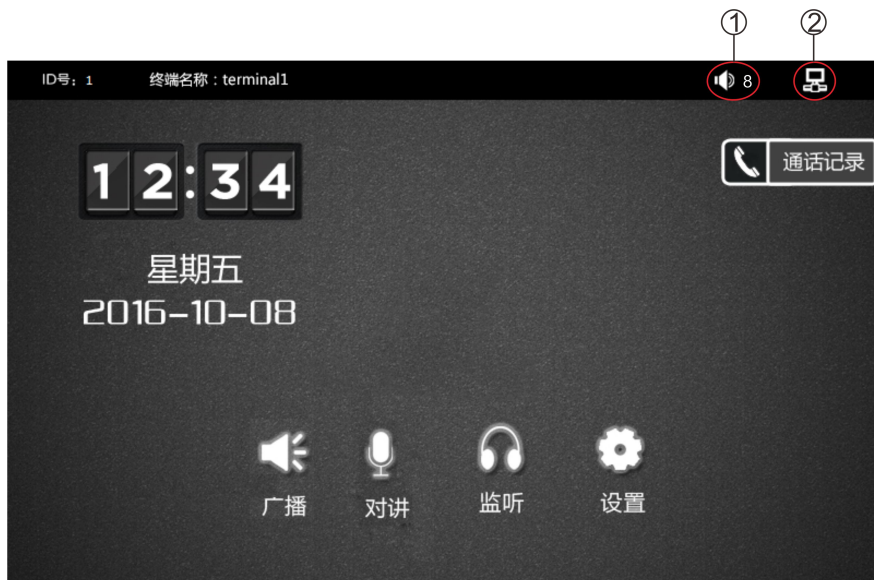 ① ②
ID号：1 终端名称：terminal1 8
通话记录
12:34
星期五
2016-10-08
广播 对讲 监听 设置